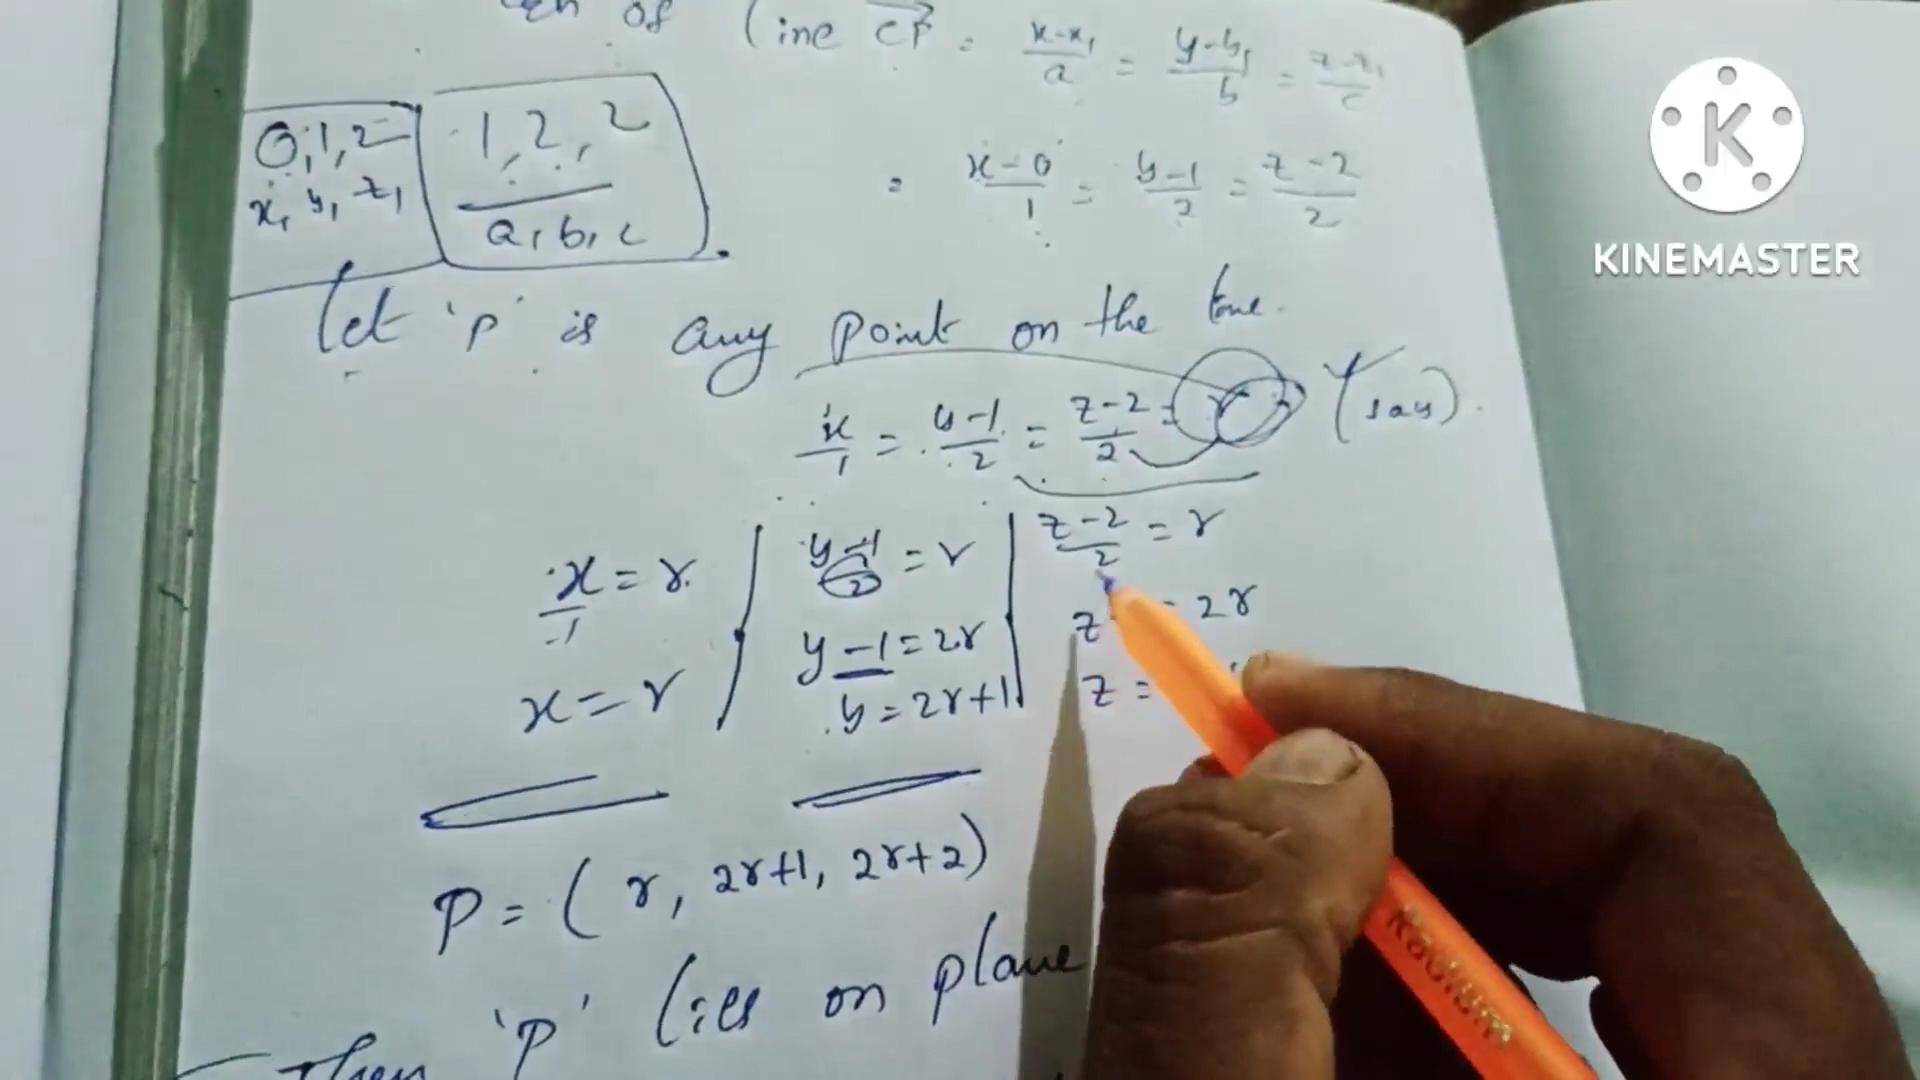 of line CP = x-x₁/a = y-y₁/b = z-z₁/c
0,1,2
x₁ y₁ z₁
1,2,2
a, b, c
= x-0/1 = y-1/2 = z-2/2
Let 'P' is any point on the line.
x/1 = y-1/2 = z-2/2 = r (say).
x/1 = r
x = r
y-1/2 = r
y-1 = 2r
y = 2r+1
z-2/2 = r
z = 2r
z =
P = (r, 2r+1, 2r+2)
Then 'P' lies on plane
K
KINEMASTER